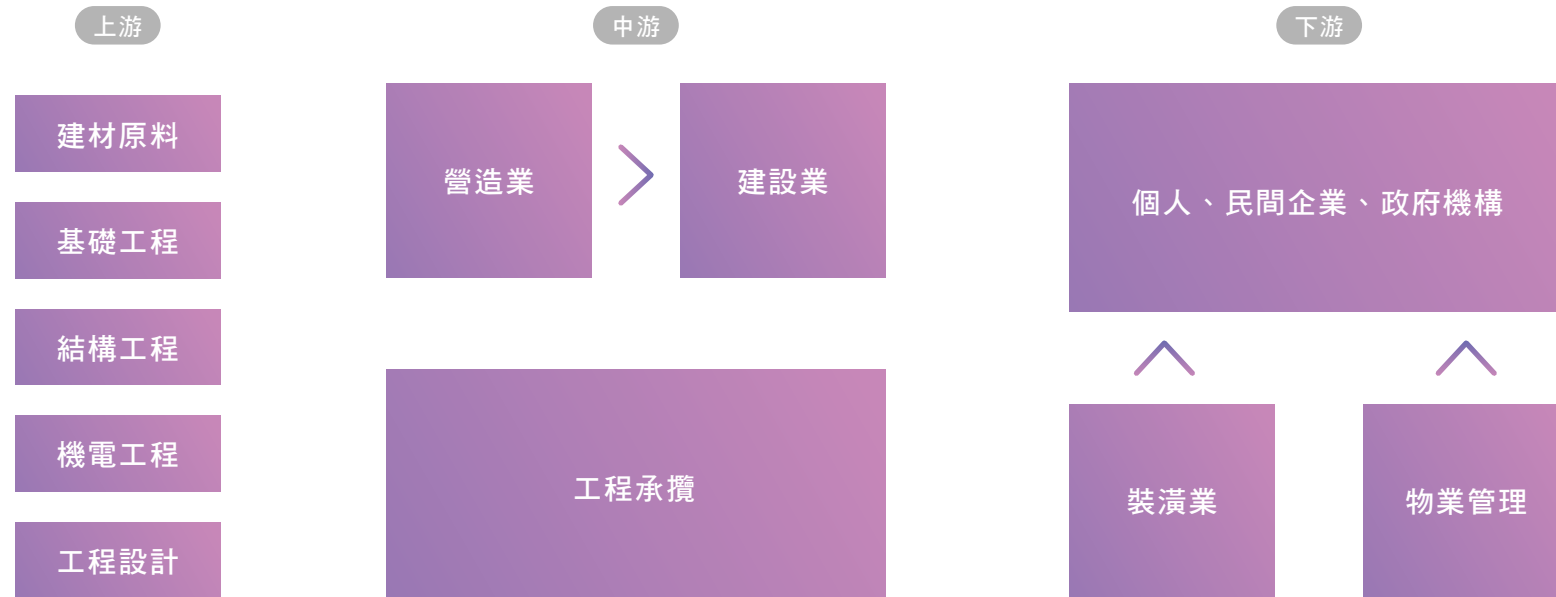 上游
建材原料
基礎工程
結構工程
機電工程
工程設計
中游
營造業
建設業
工程承攬
下游
個人、民間企業、政府機構
裝潢業
物業管理